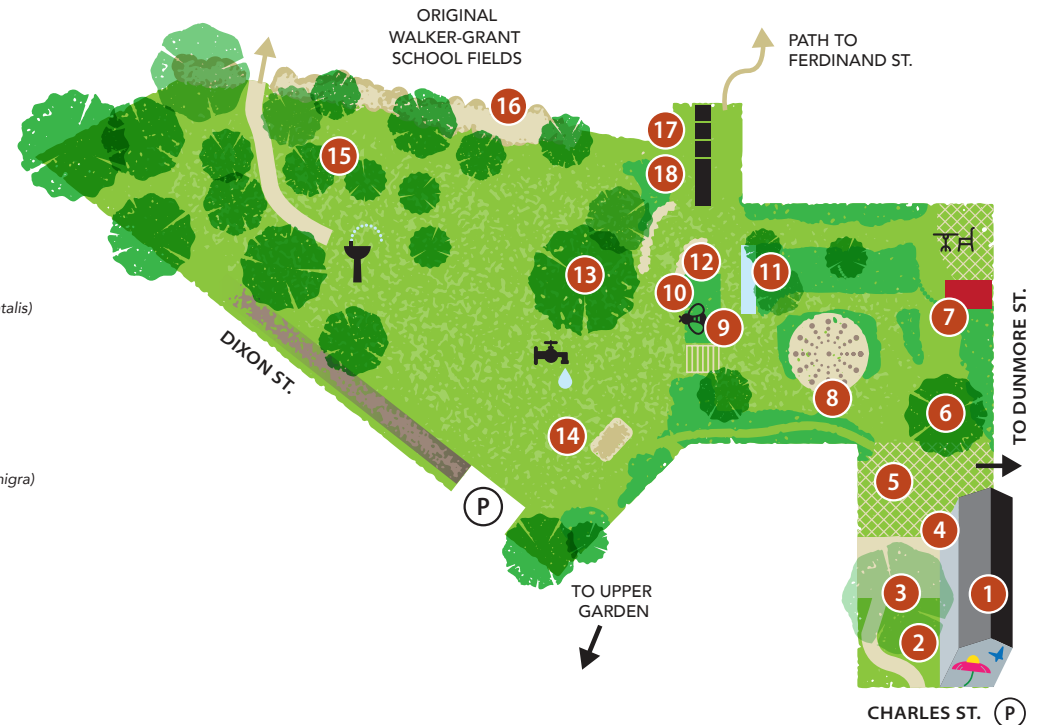 ORIGINAL
WALKER-GRANT
SCHOOL FIELDS
PATH TO
FERDINAND ST.
16
17
15
18
12
11
13
10
talis)
7
9
DIXON ST.
TO DUNMORE ST.
8
6
14
5
nigra)
P
4
3
1
TO UPPER
GARDEN
2
CHARLES ST. P